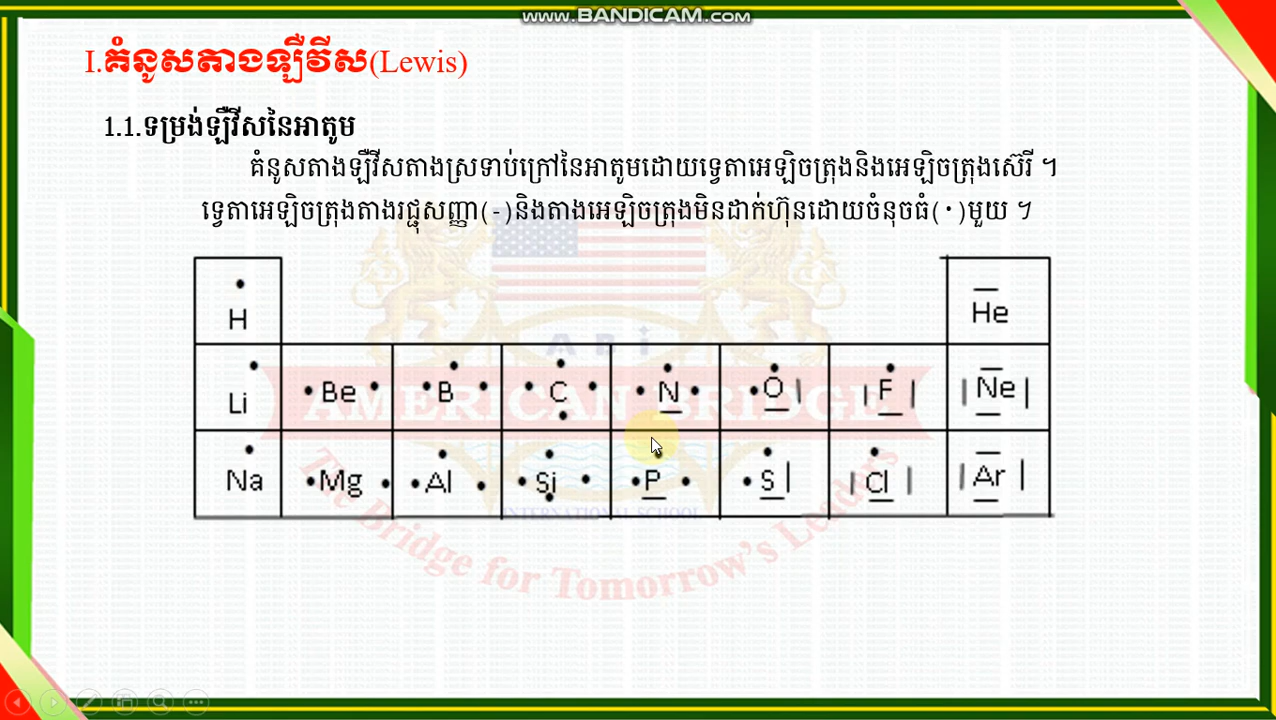 www.BANDICAM.com
I.គំនូសតាងឡឺវីស(Lewis)
1.1.ទម្រង់ឡឺវីសនៃអាតូម
គំនូសតាងឡឺវីសតាងស្រទាប់ក្រៅនៃអាតូមដោយទ្វេតាអេឡិចត្រុងនិងអេឡិចត្រុងសេរី ។
ទ្វេតាអេឡិចត្រុងតាងរជ្ជុសញ្ញា(-)និងតាងអេឡិចត្រុងមិនដាក់ហ៊ុនដោយចំនុចធំ(·)មួយ ។
H He
Li Be B C N O F Ne
Na Mg Al Si P S Cl Ar
ABi
AMERICAN BRIDGE
INTERNATIONAL SCHOOL
The Bridge for Tomorrow's Leaders